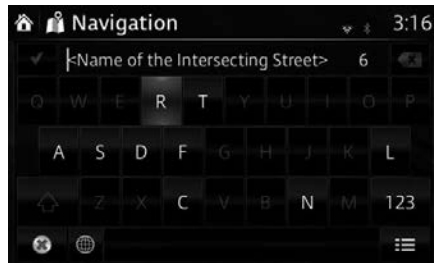 Navigation 3:16
<Name of the Intersecting Street> 6
Q W E R T Y U I O P
A S D F G H J K L
Z X C V B N M 123